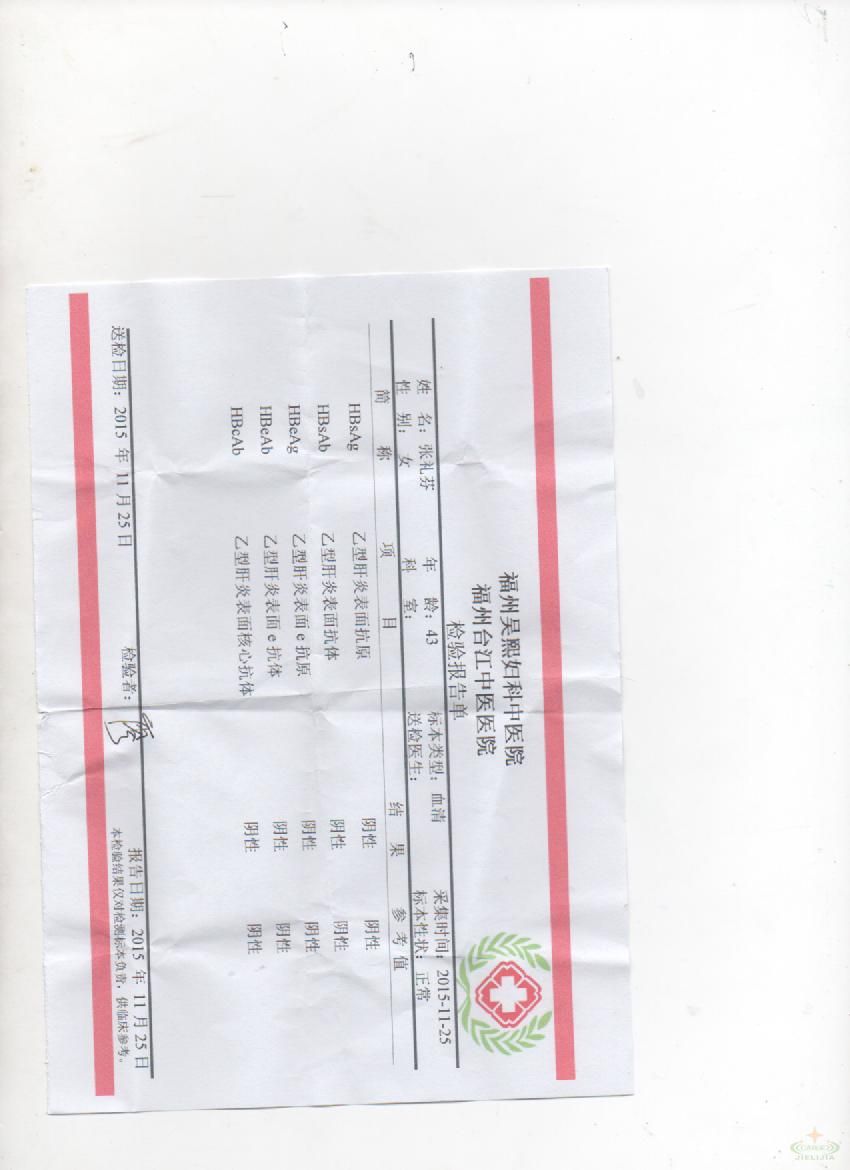 福州吴熙妇科中医院
福州台江中医医院
检验报告单
姓 名：张礼芬 年 龄：43 标本类型：血清 采集时间：2015-11-25
性 别：女 科 室： 送检医生： 标本性状：正常
简 称 项 目 结 果 参 考 值
HBsAg 乙型肝炎表面抗原 阴性 阴性
HBsAb 乙型肝炎表面抗体 阴性 阴性
HBeAg 乙型肝炎表面 e 抗原 阴性 阴性
HBeAb 乙型肝炎表面 e 抗体 阴性 阴性
HBcAb 乙型肝炎表面核心抗体 阴性 阴性
送检日期：2015 年 11 月 25 日 检验者： 报告日期：2015 年 11 月 25 日
本检验结果仅对检测标本负责，供临床参考。
JIELIJIA